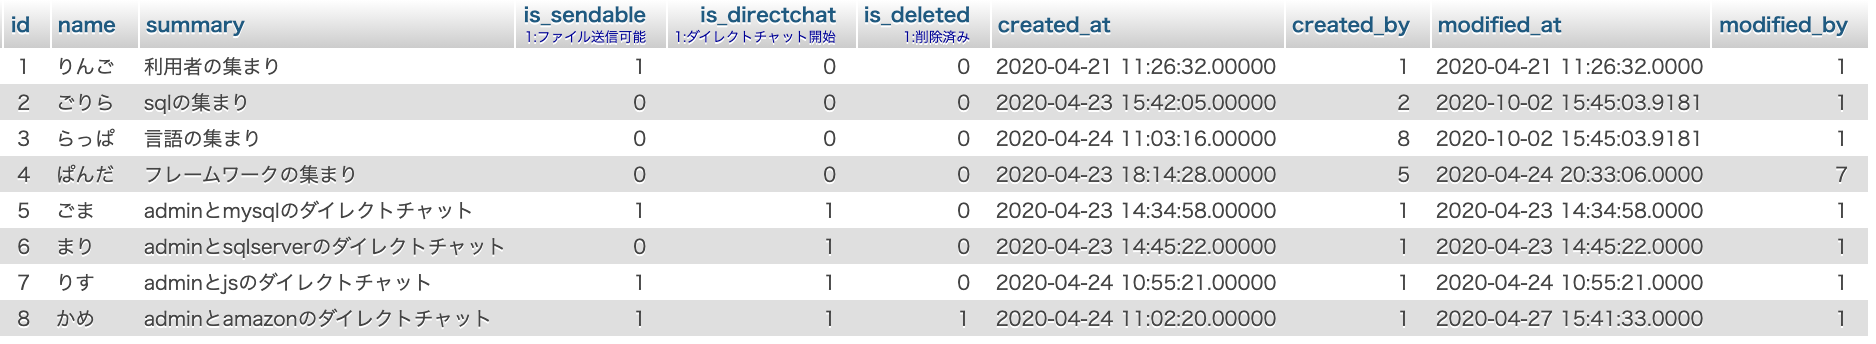 id name summary is_sendable is_directchat is_deleted created_at created_by modified_at modified_by
1:ファイル送信可能 1:ダイレクトチャット開始 1:削除済み
1 りんご 利用者の集まり 1 0 0 2020-04-21 11:26:32.00000 1 2020-04-21 11:26:32.0000 1
2 ごりら sqlの集まり 0 0 0 2020-04-23 15:42:05.00000 2 2020-10-02 15:45:03.9181 1
3 らっぱ 言語の集まり 0 0 0 2020-04-24 11:03:16.00000 8 2020-10-02 15:45:03.9181 1
4 ぱんだ フレームワークの集まり 0 0 0 2020-04-23 18:14:28.00000 5 2020-04-24 20:33:06.0000 7
5 ごま adminとmysqlのダイレクトチャット 1 1 0 2020-04-23 14:34:58.00000 1 2020-04-23 14:34:58.0000 1
6 まり adminとsqlserverのダイレクトチャット 0 1 0 2020-04-23 14:45:22.00000 1 2020-04-23 14:45:22.0000 1
7 りす adminとjsのダイレクトチャット 1 1 0 2020-04-24 10:55:21.00000 1 2020-04-24 10:55:21.0000 1
8 かめ adminとamazonのダイレクトチャット 1 1 1 2020-04-24 11:02:20.00000 1 2020-04-27 15:41:33.0000 1